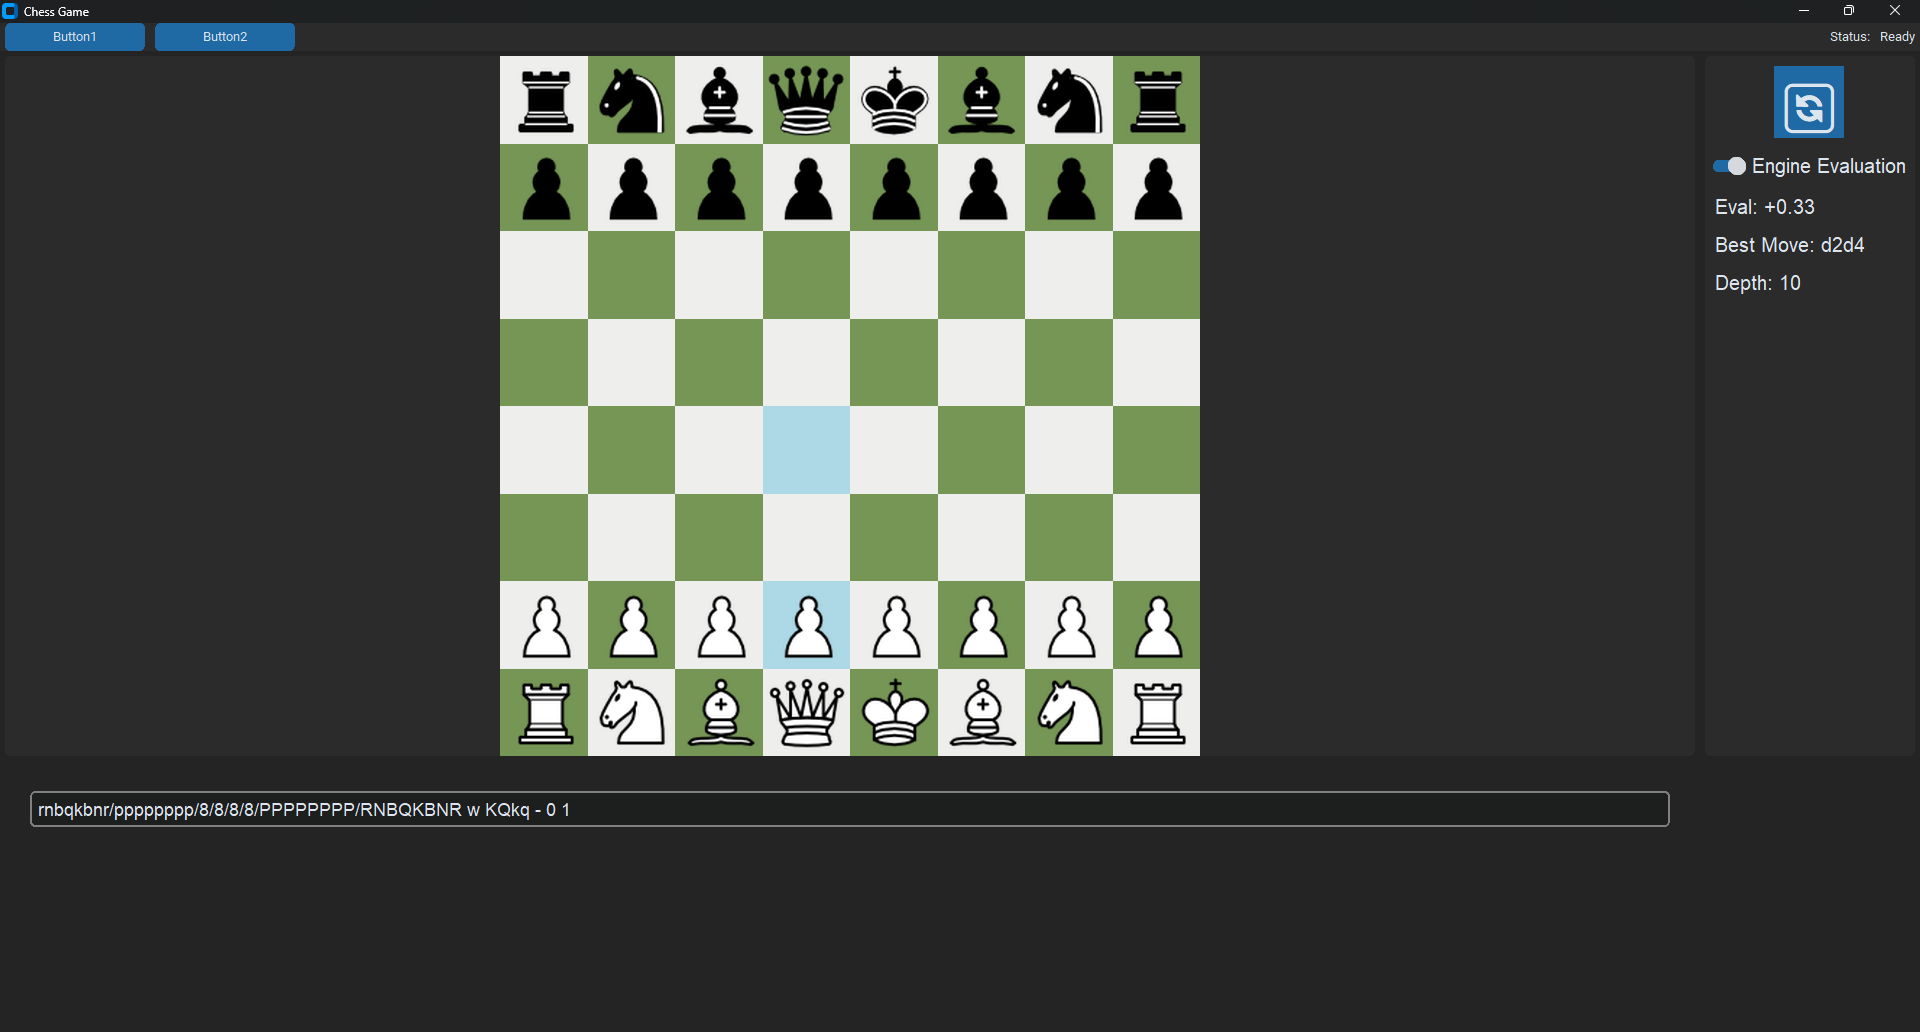 Chess Game
Button1 Button2 Status: Ready
Engine Evaluation
Eval: +0.33
Best Move: d2d4
Depth: 10
rnbqkbnr/pppppppp/8/8/8/8/PPPPPPPP/RNBQKBNR w KQkq - 0 1